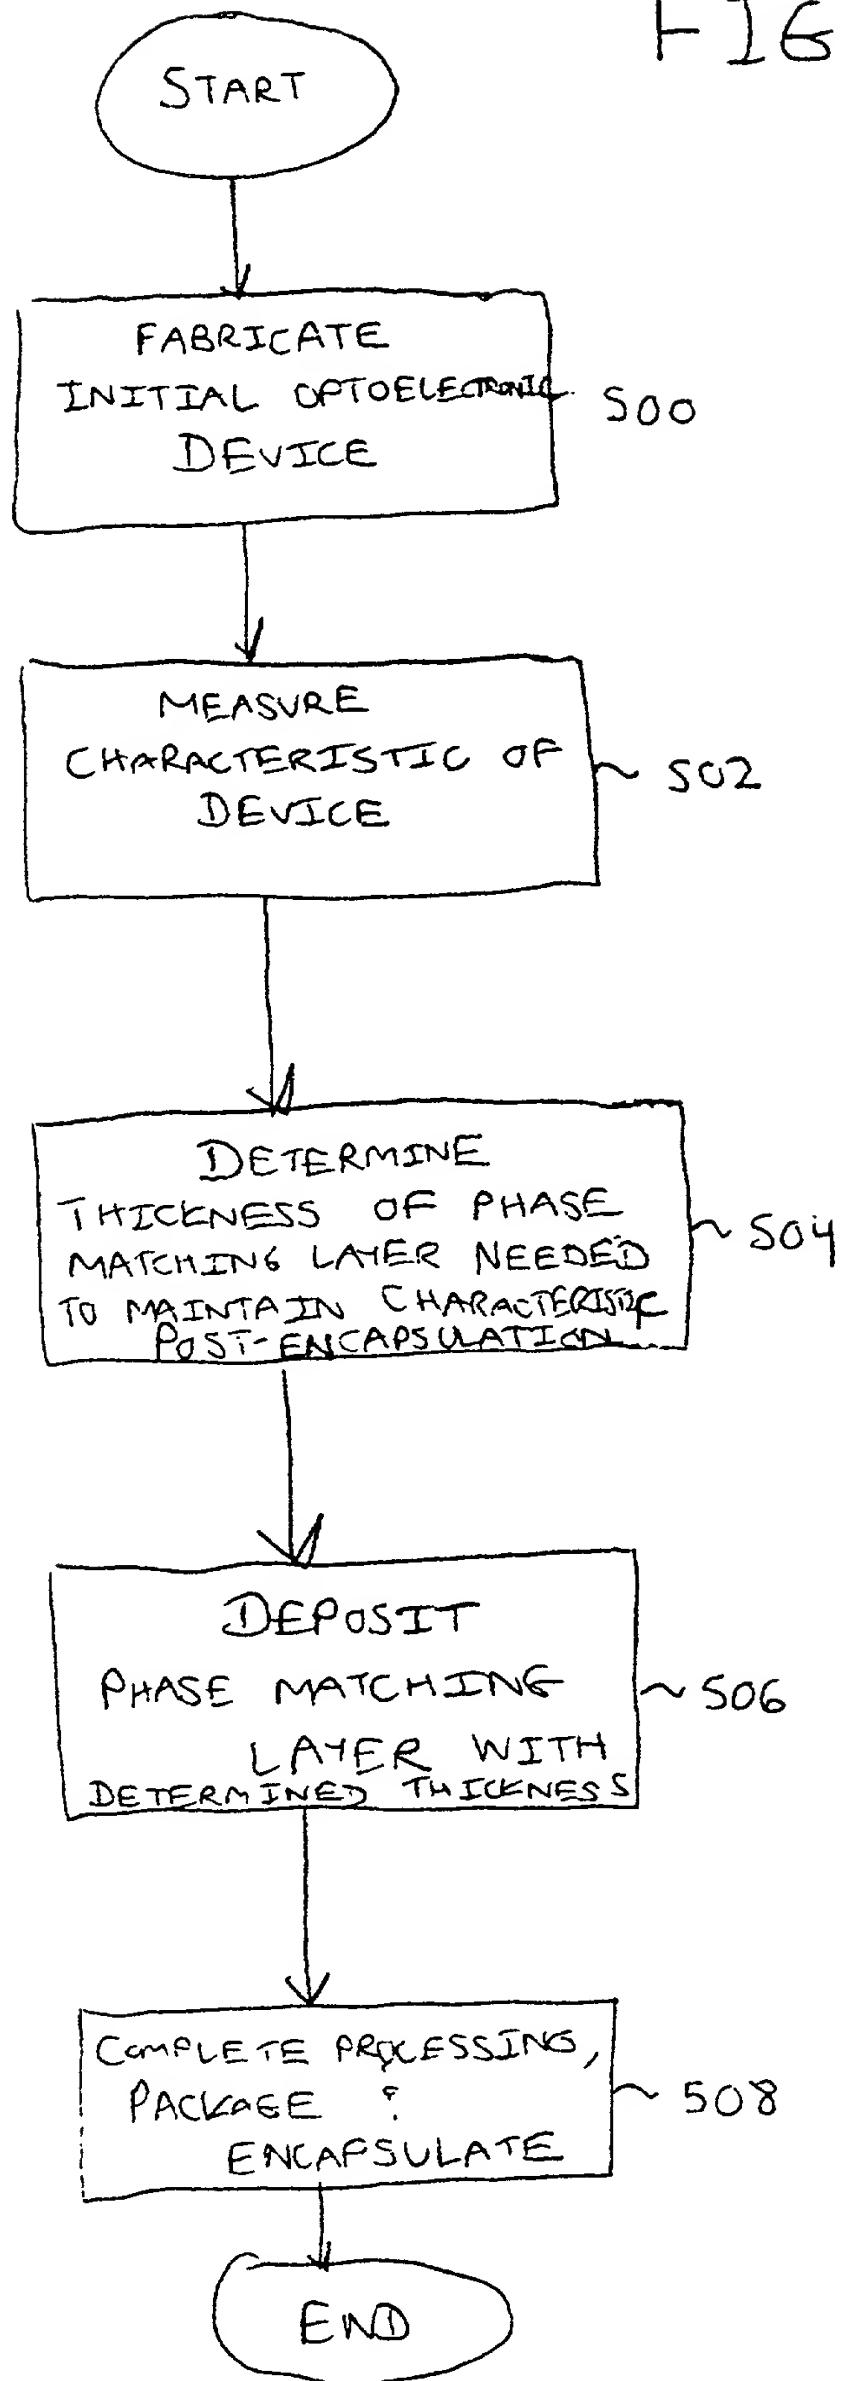 FIG
START
FABRICATE
INITIAL OPTOELECTRONIC
DEVICE
500
MEASURE
CHARACTERISTIC OF
DEVICE
502
DETERMINE
THICKNESS OF PHASE
MATCHING LAYER NEEDED
TO MAINTAIN CHARACTERISTIC
POST-ENCAPSULATION
504
DEPOSIT
PHASE MATCHING
LAYER WITH
DETERMINED THICKNESS
506
COMPLETE PROCESSING,
PACKAGE &
ENCAPSULATE
508
END